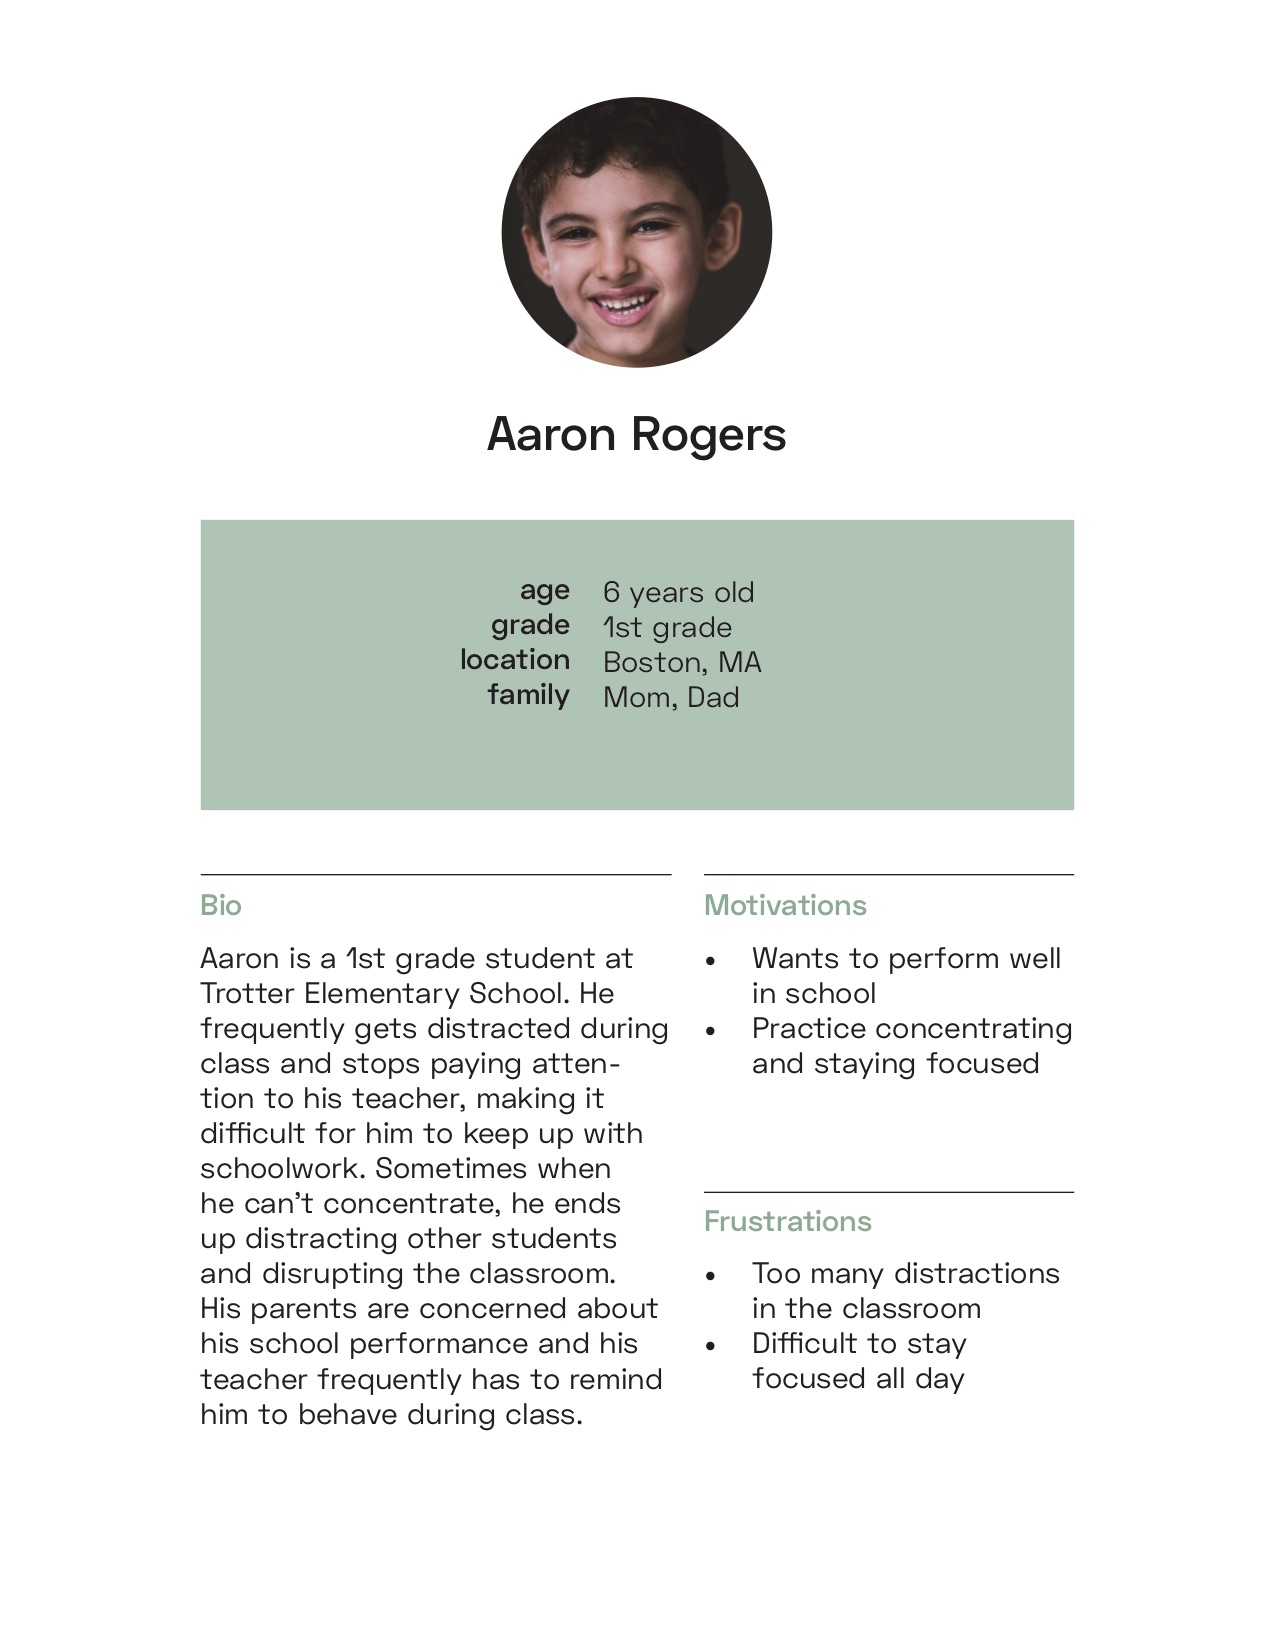 Aaron Rogers
age 6 years old
grade 1st grade
location Boston, MA
family Mom, Dad
Bio
Aaron is a 1st grade student at
Trotter Elementary School. He
frequently gets distracted during
class and stops paying atten-
tion to his teacher, making it
difficult for him to keep up with
schoolwork. Sometimes when
he can’t concentrate, he ends
up distracting other students
and disrupting the classroom.
His parents are concerned about
his school performance and his
teacher frequently has to remind
him to behave during class.
Motivations
• Wants to perform well
in school
• Practice concentrating
and staying focused
Frustrations
• Too many distractions
in the classroom
• Difficult to stay
focused all day